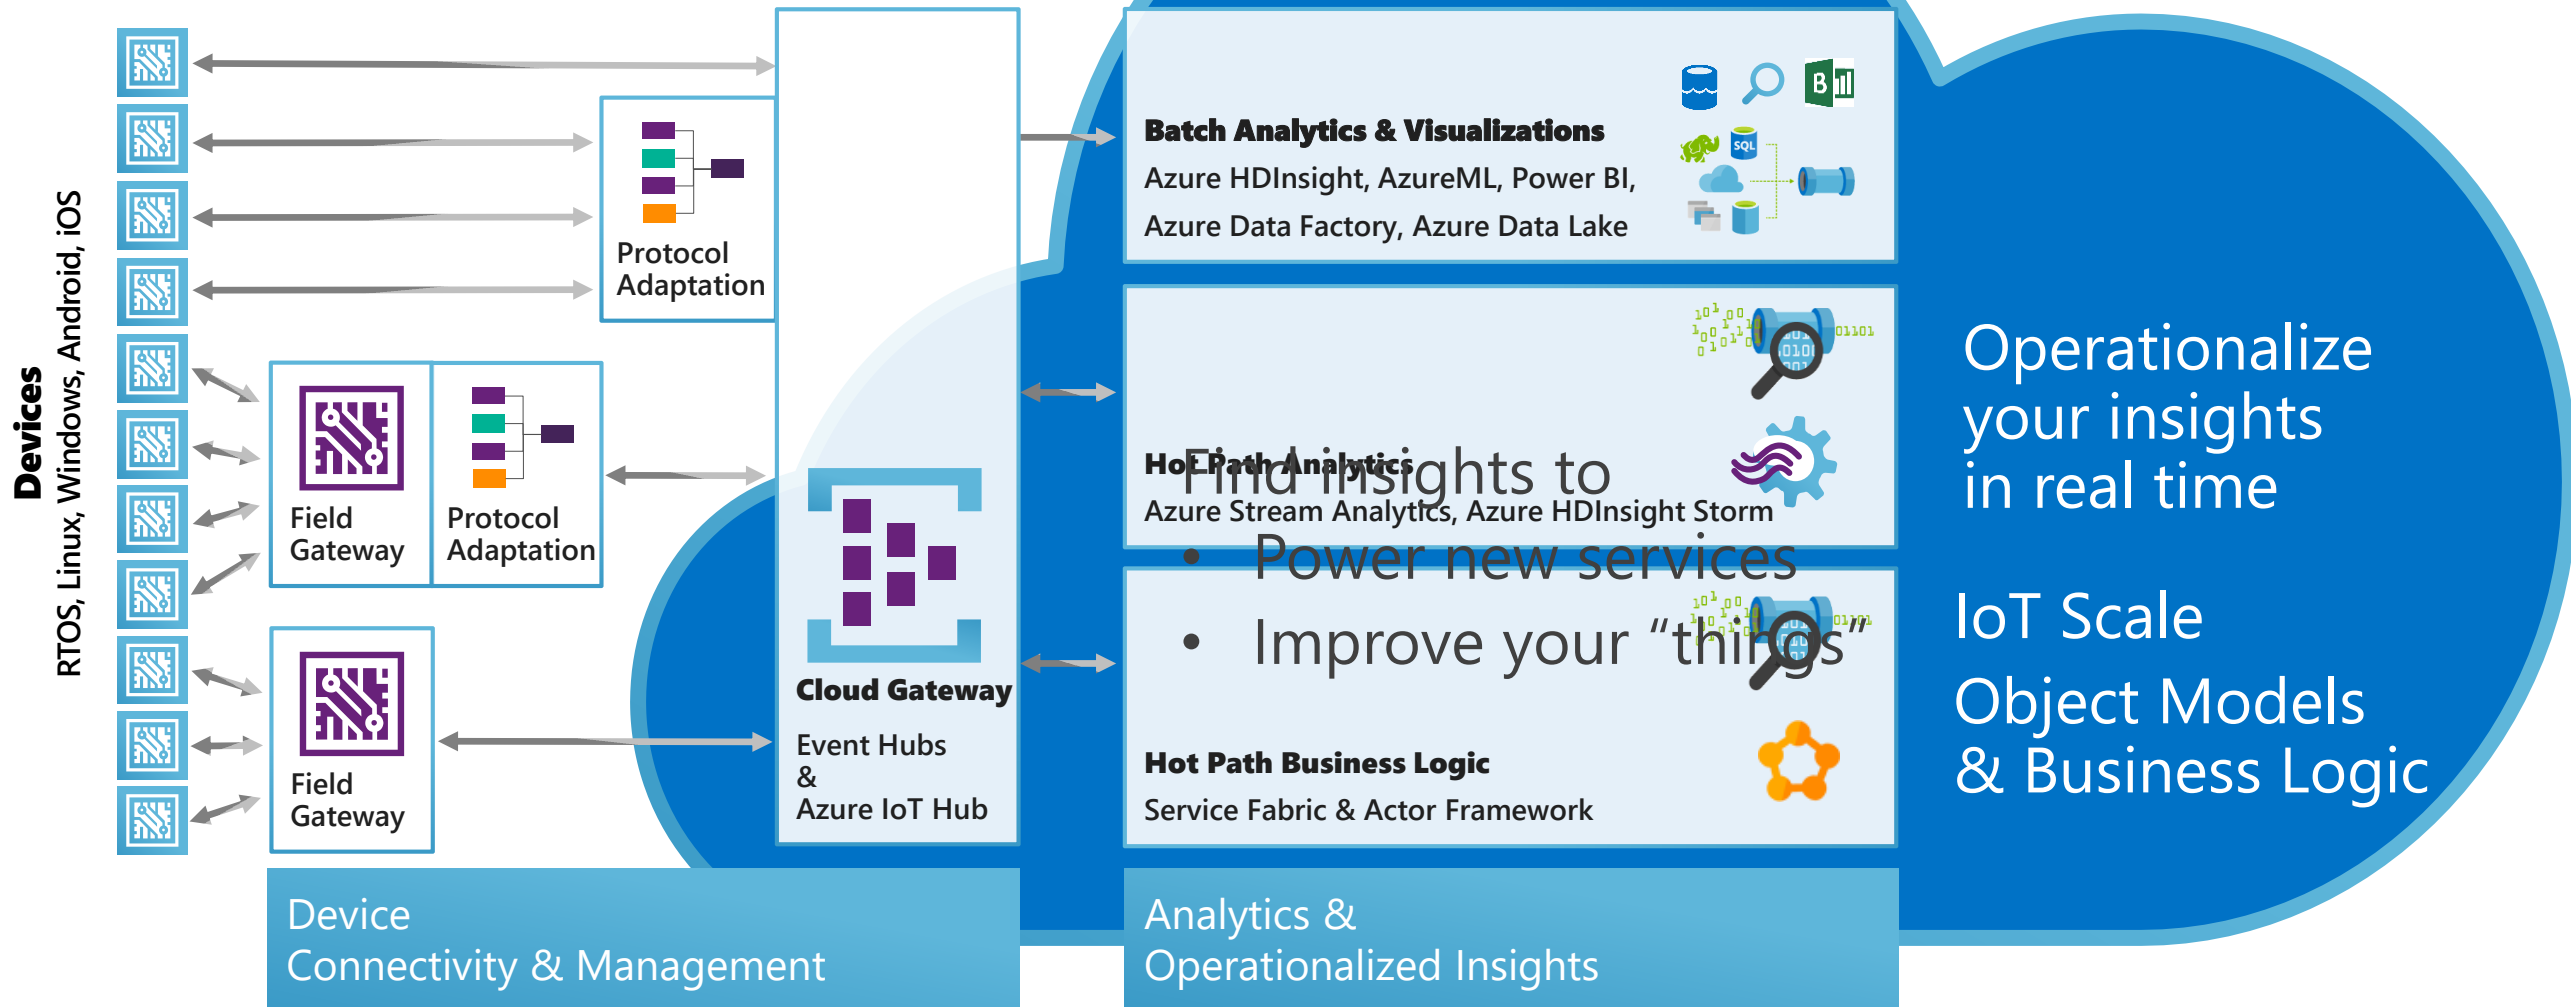 Devices
RTOS, Linux, Windows, Android, iOS
Protocol
Adaptation
Field
Gateway
Protocol
Adaptation
Field
Gateway
Cloud Gateway
Event Hubs
&
Azure IoT Hub
Batch Analytics & Visualizations
Azure HDInsight, AzureML, Power BI,
Azure Data Factory, Azure Data Lake
B
SQL
Hot Path Analytics
Azure Stream Analytics, Azure HDInsight Storm
Find insights to
• Power new services
• Improve your “things”
Hot Path Business Logic
Service Fabric & Actor Framework
Operationalize
your insights
in real time
IoT Scale
Object Models
& Business Logic
Device
Connectivity & Management
Analytics &
Operationalized Insights